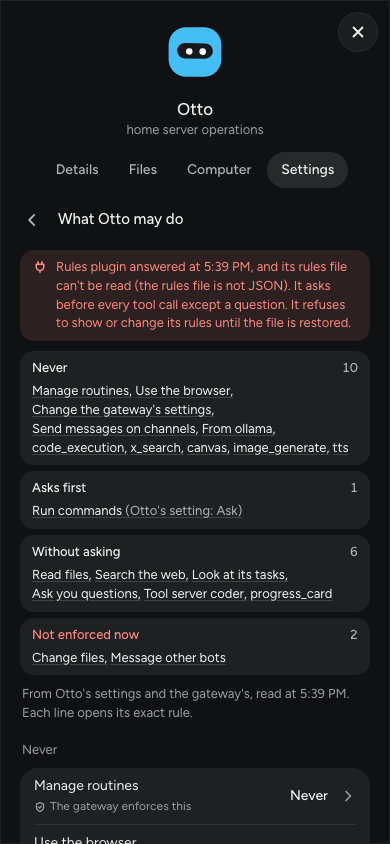 Otto
home server operations
Details
Files
Computer
Settings
What Otto may do
Rules plugin answered at 5:39 PM, and its rules file
can't be read (the rules file is not JSON). It asks
before every tool call except a question. It refuses
to show or change its rules until the file is restored.
Never 10
Manage routines, Use the browser,
Change the gateway's settings,
Send messages on channels, From ollama,
code_execution, x_search, canvas, image_generate, tts
Asks first 1
Run commands (Otto's setting: Ask)
Without asking 6
Read files, Search the web, Look at its tasks,
Ask you questions, Tool server coder, progress_card
Not enforced now 2
Change files, Message other bots
From Otto's settings and the gateway's, read at 5:39 PM.
Each line opens its exact rule.
Never
Manage routines
The gateway enforces this
Never
Use the browser